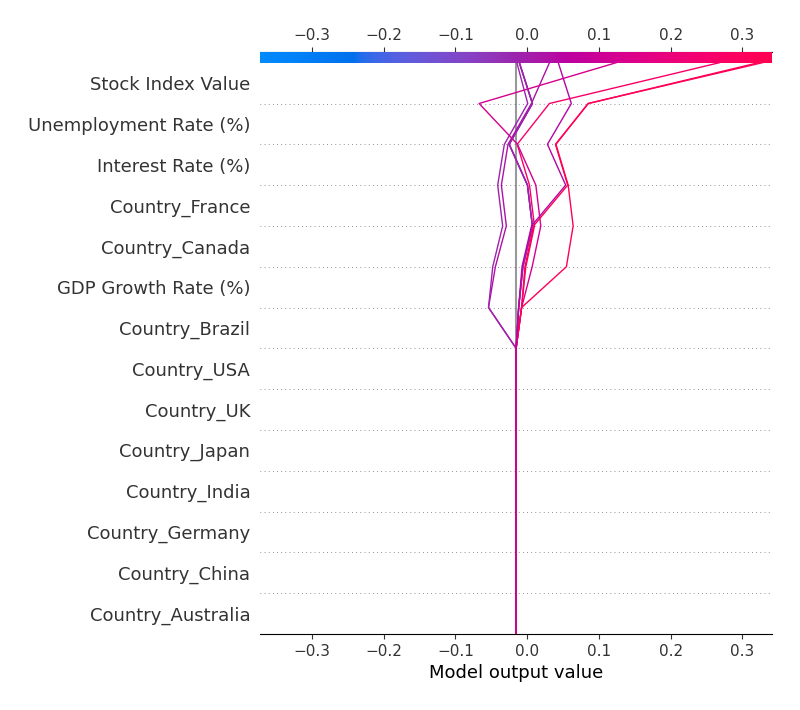 −0.3 −0.2 −0.1 0.0 0.1 0.2 0.3
Stock Index Value
Unemployment Rate (%)
Interest Rate (%)
Country_France
Country_Canada
GDP Growth Rate (%)
Country_Brazil
Country_USA
Country_UK
Country_Japan
Country_India
Country_Germany
Country_China
Country_Australia
−0.3 −0.2 −0.1 0.0 0.1 0.2 0.3
Model output value